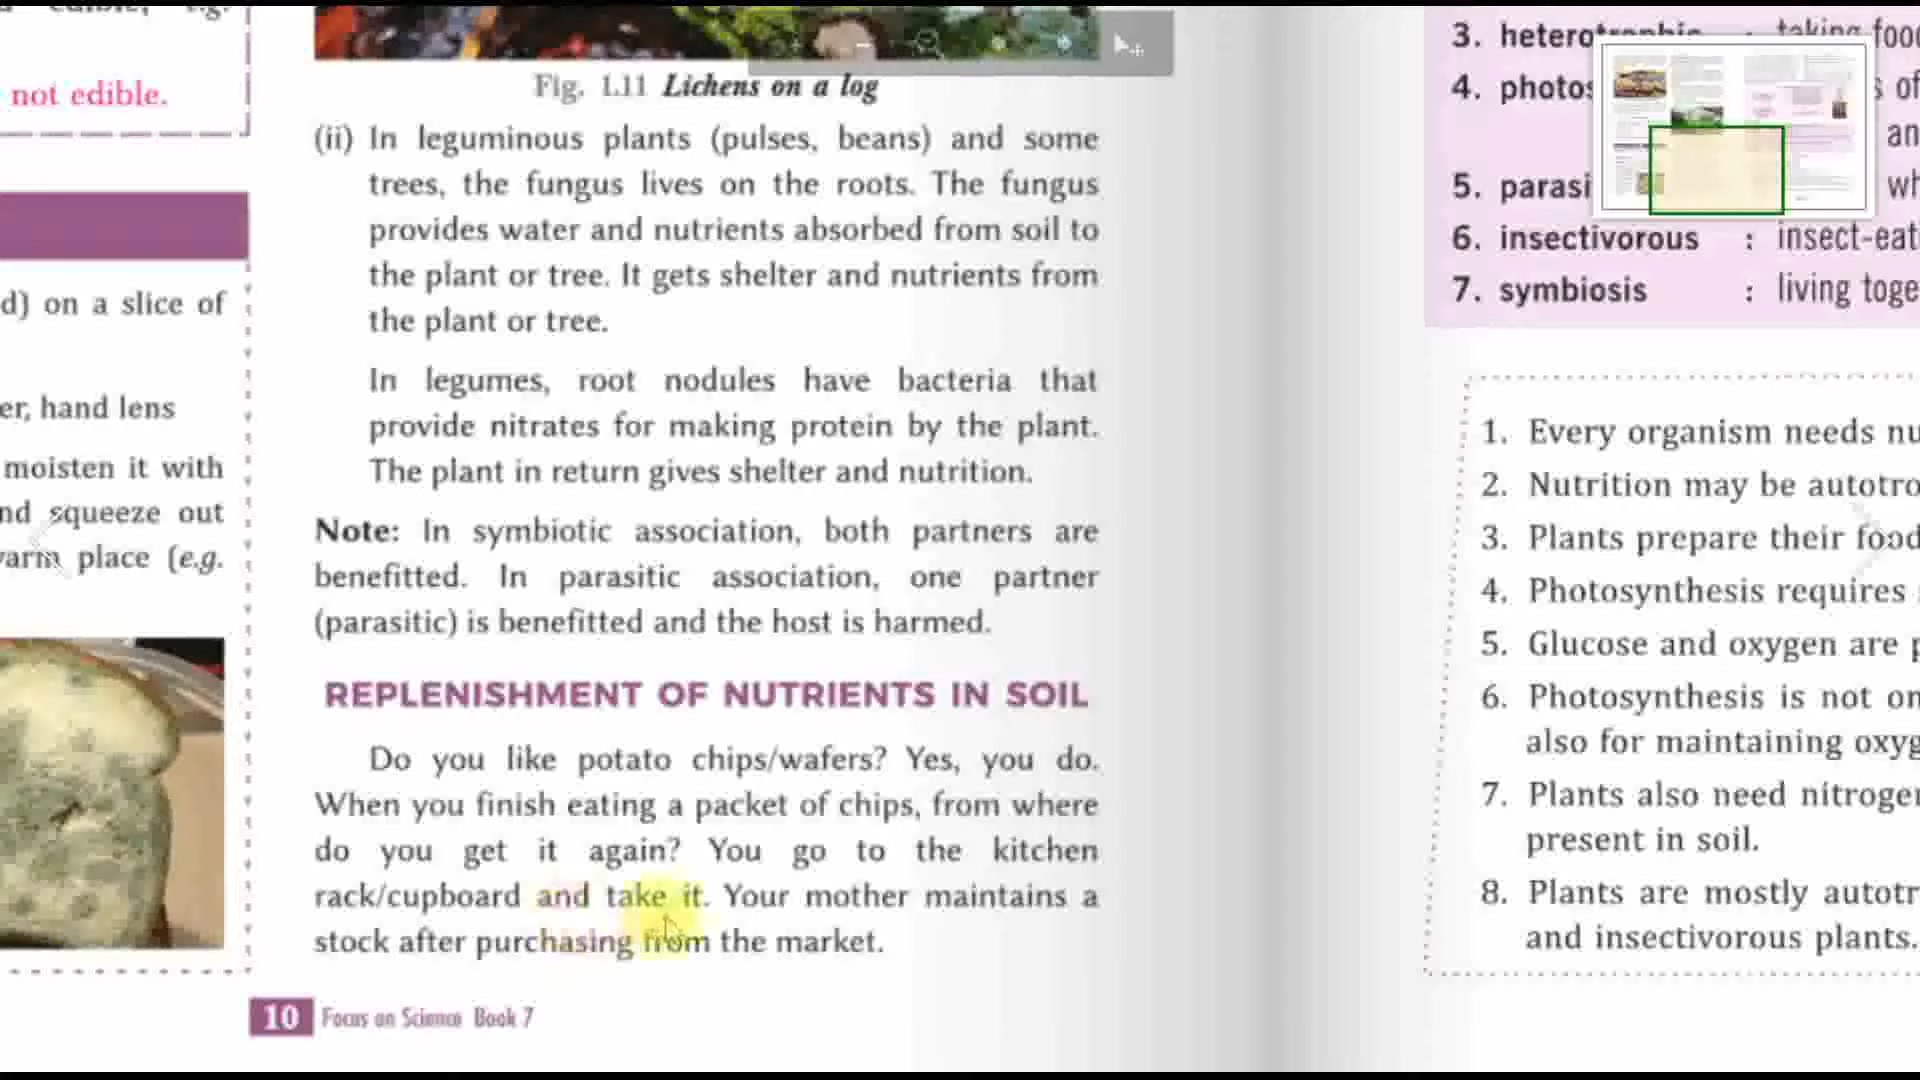 not edible.
d) on a slice of
er, hand lens
moisten it with
nd squeeze out
warm place (e.g.
Fig. 1.11 Lichens on a log
(ii) In leguminous plants (pulses, beans) and some
trees, the fungus lives on the roots. The fungus
provides water and nutrients absorbed from soil to
the plant or tree. It gets shelter and nutrients from
the plant or tree.
In legumes, root nodules have bacteria that
provide nitrates for making protein by the plant.
The plant in return gives shelter and nutrition.
Note: In symbiotic association, both partners are
benefitted. In parasitic association, one partner
(parasitic) is benefitted and the host is harmed.
REPLENISHMENT OF NUTRIENTS IN SOIL
Do you like potato chips/wafers? Yes, you do.
When you finish eating a packet of chips, from where
do you get it again? You go to the kitchen
rack/cupboard and take it. Your mother maintains a
stock after purchasing from the market.
10 Focus on Science Book 7
3. heterotrophic : taking food
4. photos s of
an
5. parasi wh
6. insectivorous : insect-eat
7. symbiosis : living toge
1. Every organism needs nu
2. Nutrition may be autotro
3. Plants prepare their food
4. Photosynthesis requires
5. Glucose and oxygen are p
6. Photosynthesis is not on
also for maintaining oxyg
7. Plants also need nitrogen
present in soil.
8. Plants are mostly autotr
and insectivorous plants.